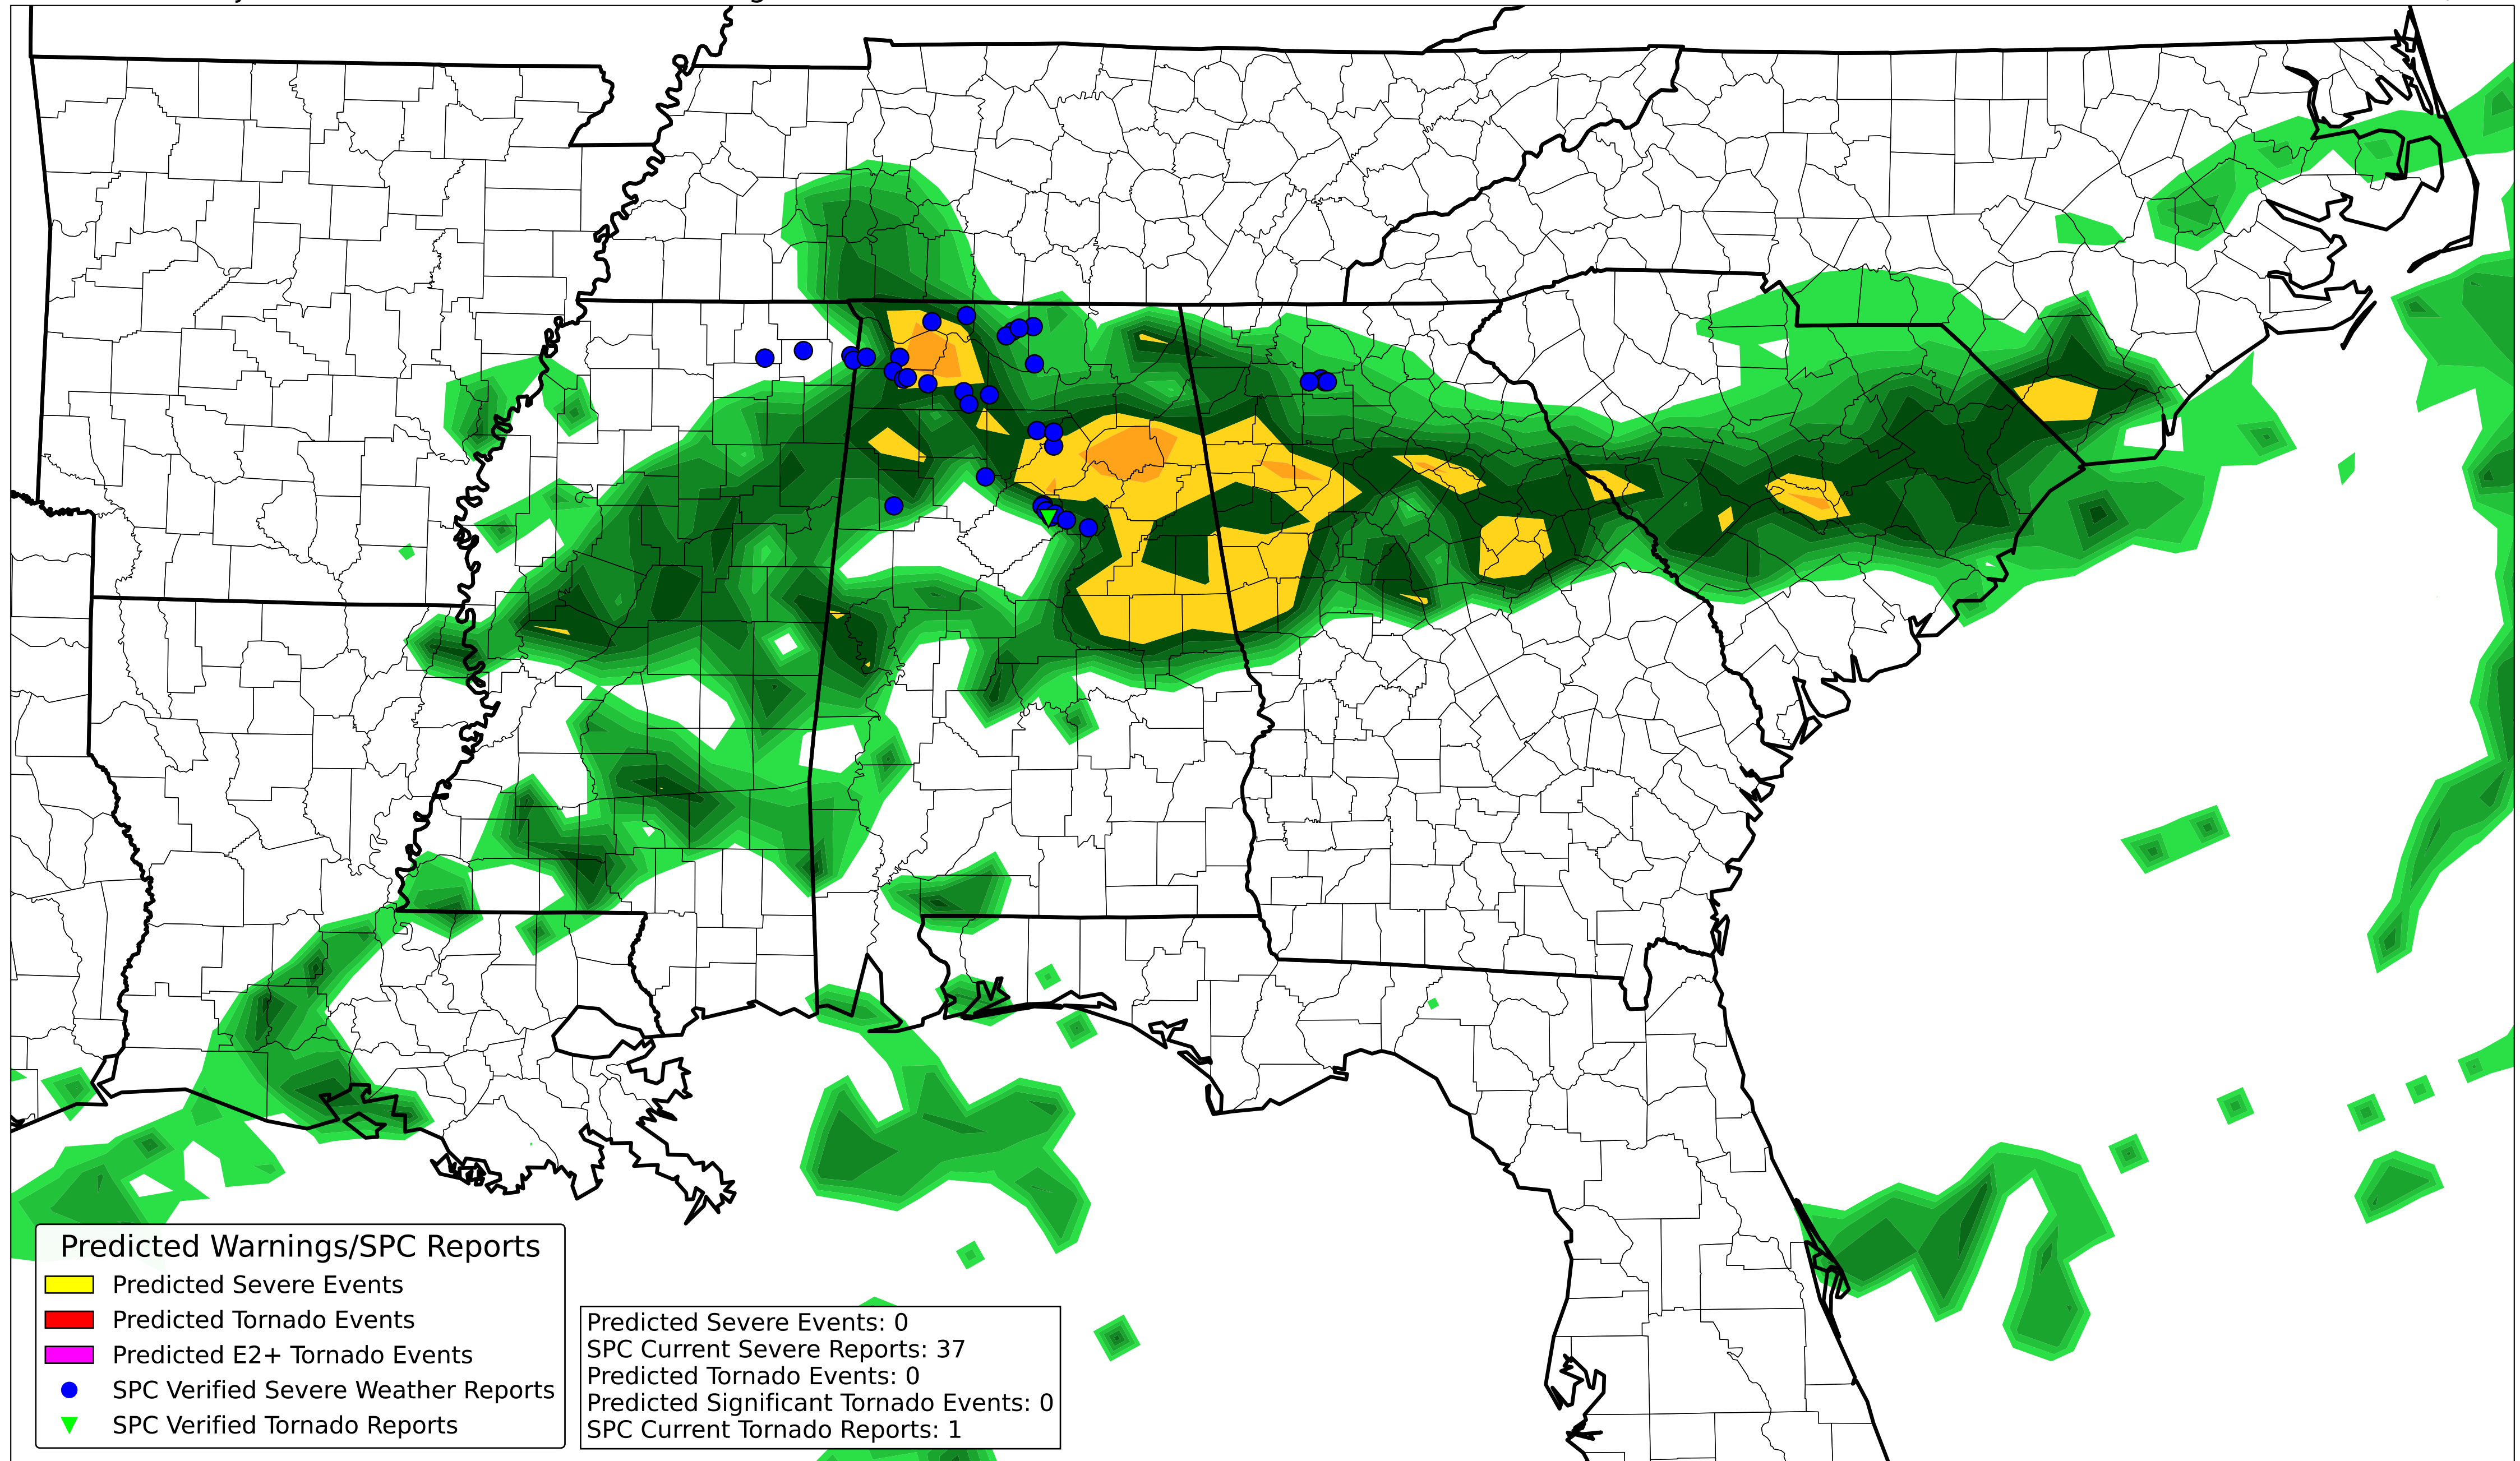 Predicted Warnings/SPC Reports
Predicted Severe Events
Predicted Tornado Events
Predicted E2+ Tornado Events
SPC Verified Severe Weather Reports
SPC Verified Tornado Reports
Predicted Severe Events: 0
SPC Current Severe Reports: 37
Predicted Tornado Events: 0
Predicted Significant Tornado Events: 0
SPC Current Tornado Reports: 1